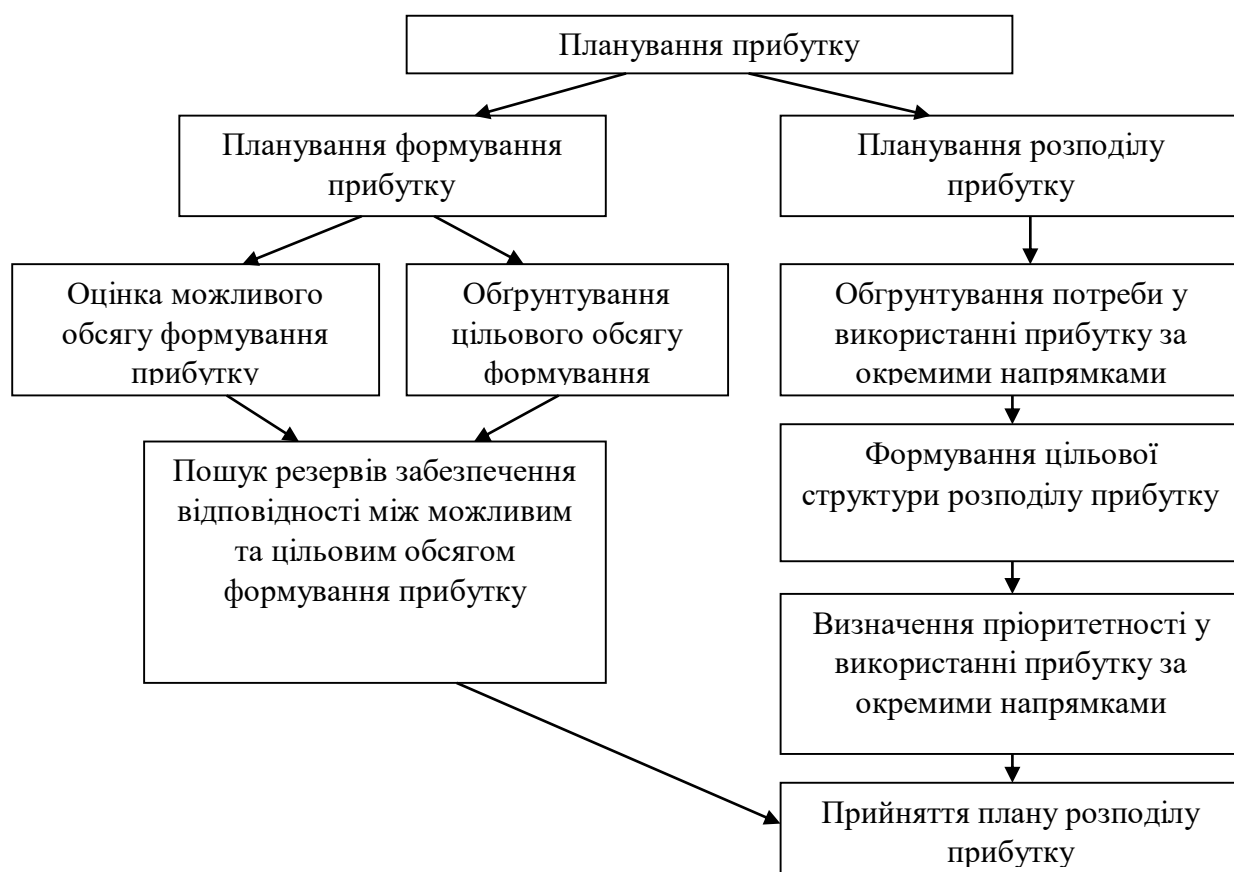 Планування прибутку
Планування формування
прибутку
Планування розподілу
прибутку
Оцінка можливого
обсягу формування
прибутку
Обґрунтування
цільового обсягу
формування
Обгрунтування потреби у
використанні прибутку за
окремими напрямками
Пошук резервів забезпечення
відповідності між можливим
та цільовим обсягом
формування прибутку
Формування цільової
структури розподілу прибутку
Визначення пріоритетності у
використанні прибутку за
окремими напрямками
Прийняття плану розподілу
прибутку